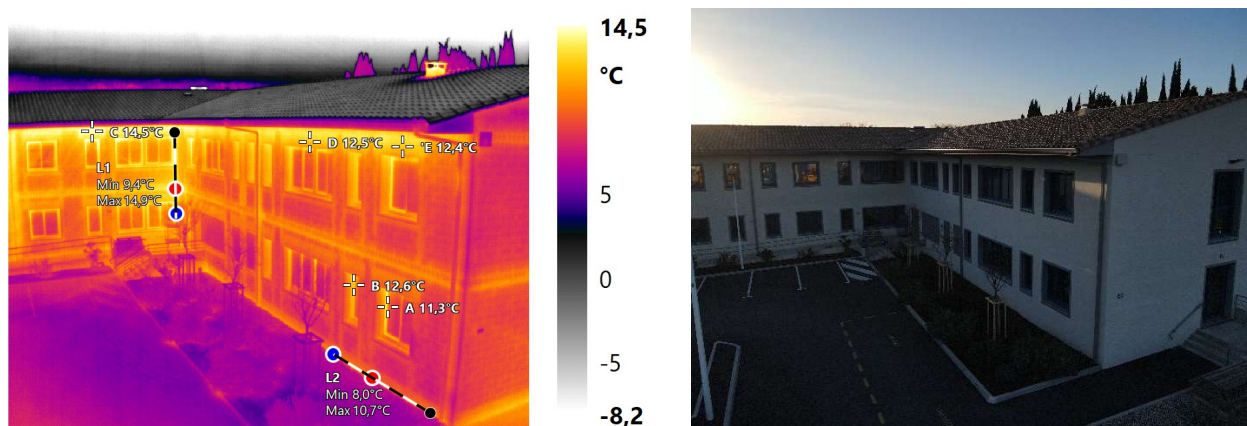 14,5
°C
5
0
-5
-8,2
C 14,5°C
D 12,5°C
'E 12,4°C
L1
Min 9,4°C
Max 14,9°C
B 12,6°C
A 11,3°C
L2
Min 8,0°C
Max 10,7°C